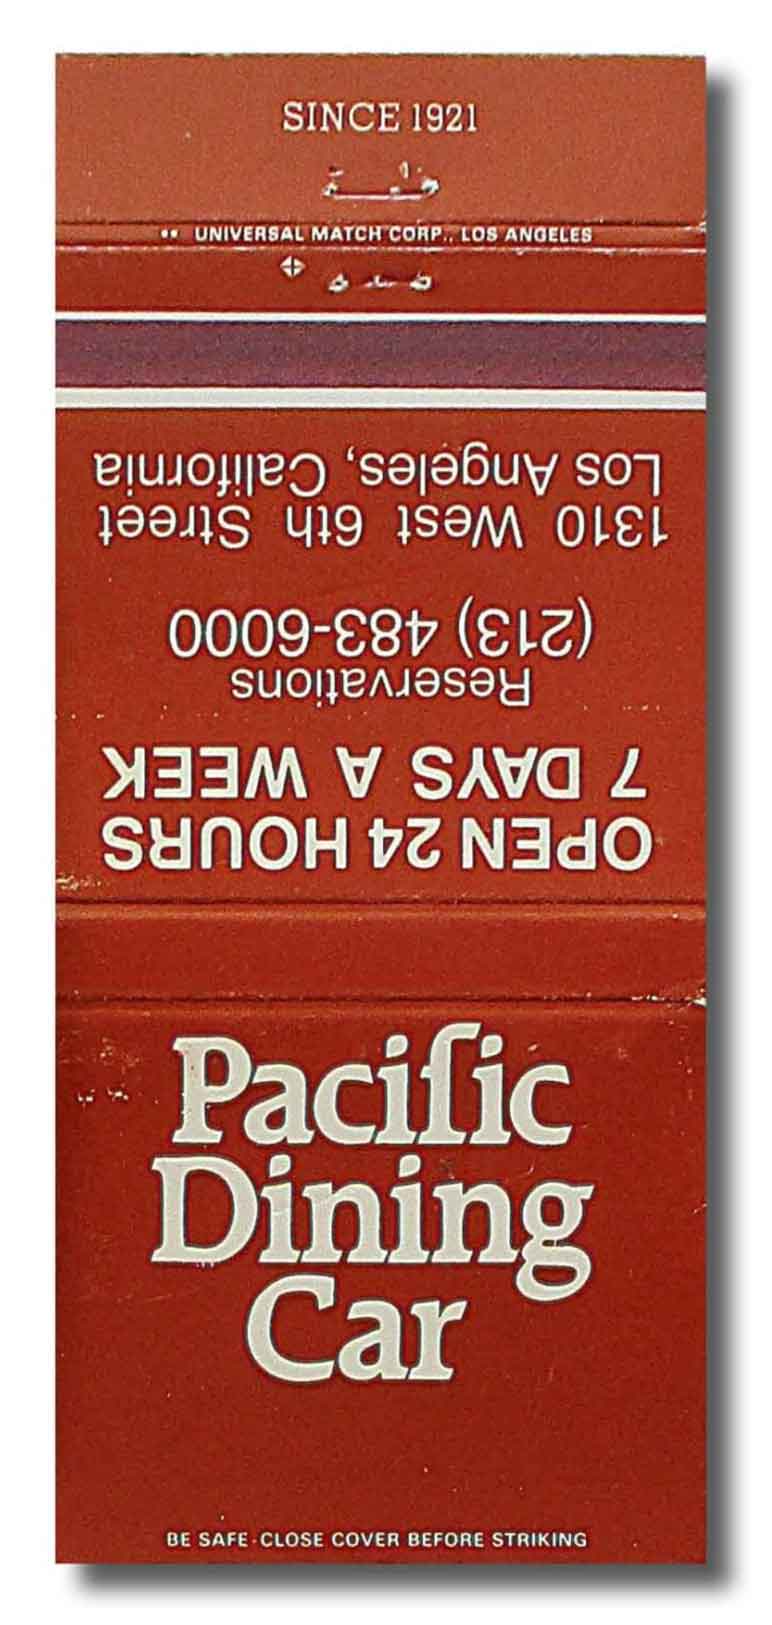 SINCE 1921
•• UNIVERSAL MATCH CORP., LOS ANGELES
OPEN 24 HOURS
7 DAYS A WEEK
Reservations
(213) 483-6000
1310 West 6th Street
Los Angeles, California
Pacific
Dining
Car
BE SAFE - CLOSE COVER BEFORE STRIKING